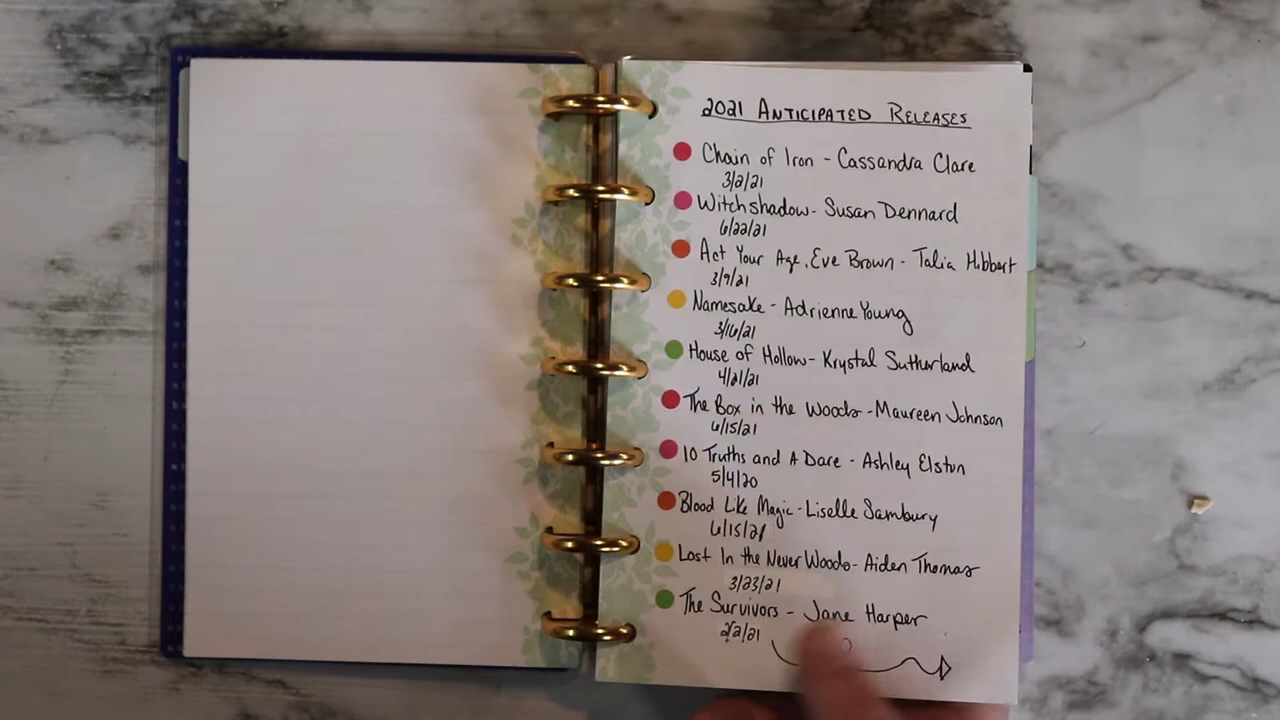 2021 ANTICIPATED RELEASES
Chain of Iron - Cassandra Clare
3/2/21
Witchshadow - Susan Dennard
6/22/21
Act Your Age, Eve Brown - Talia Hibbert
3/9/21
Namesake - Adrienne Young
3/16/21
House of Hollow - Krystal Sutherland
4/21/21
The Box in the Woods - Maureen Johnson
6/15/21
10 Truths and A Dare - Ashley Elston
5/4/20
Blood Like Magic - Liselle Sambury
6/15/21
Lost In the Never Woods - Aiden Thomas
3/23/21
The Survivors - Jane Harper
2/2/21